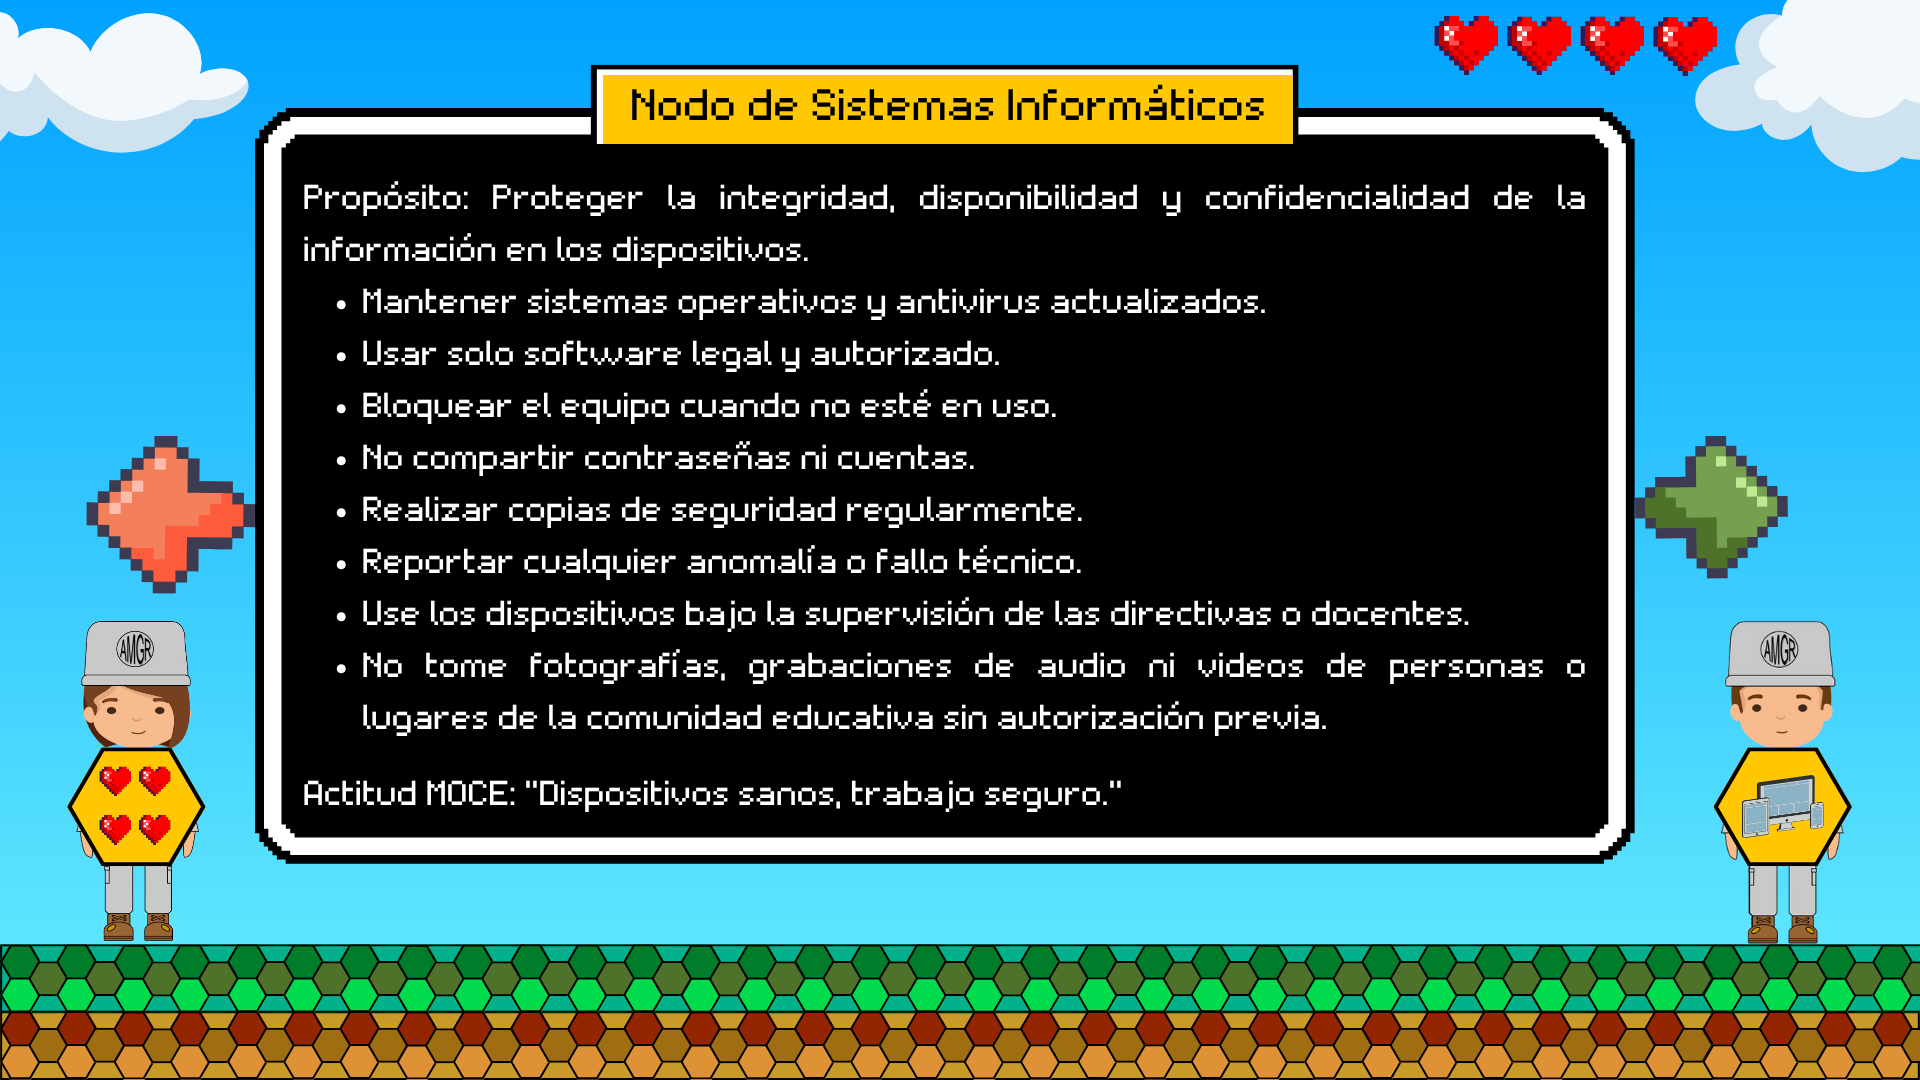 Nodo de Sistemas Informáticos
Propósito: Proteger la integridad, disponibilidad y confidencialidad de la
información en los dispositivos.
• Mantener sistemas operativos y antivirus actualizados.
• Usar solo software legal y autorizado.
• Bloquear el equipo cuando no esté en uso.
• No compartir contraseñas ni cuentas.
• Realizar copias de seguridad regularmente.
• Reportar cualquier anomalía o fallo técnico.
• Use los dispositivos bajo la supervisión de las directivas o docentes.
• No tome fotografías, grabaciones de audio ni videos de personas o
lugares de la comunidad educativa sin autorización previa.
Actitud MOCE: "Dispositivos sanos, trabajo seguro."
AMGR
AMGR